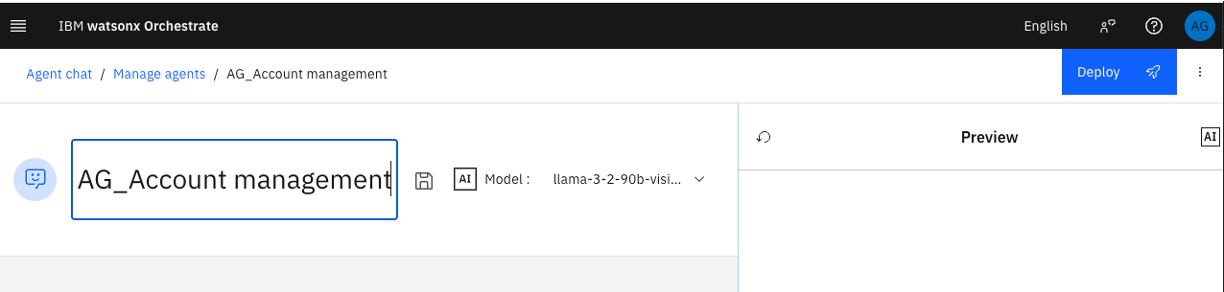 IBM watsonx Orchestrate
English
AG
Agent chat / Manage agents / AG_Account management
Deploy
AG_Account management
AI Model : llama-3-2-90b-visi...
Preview
AI